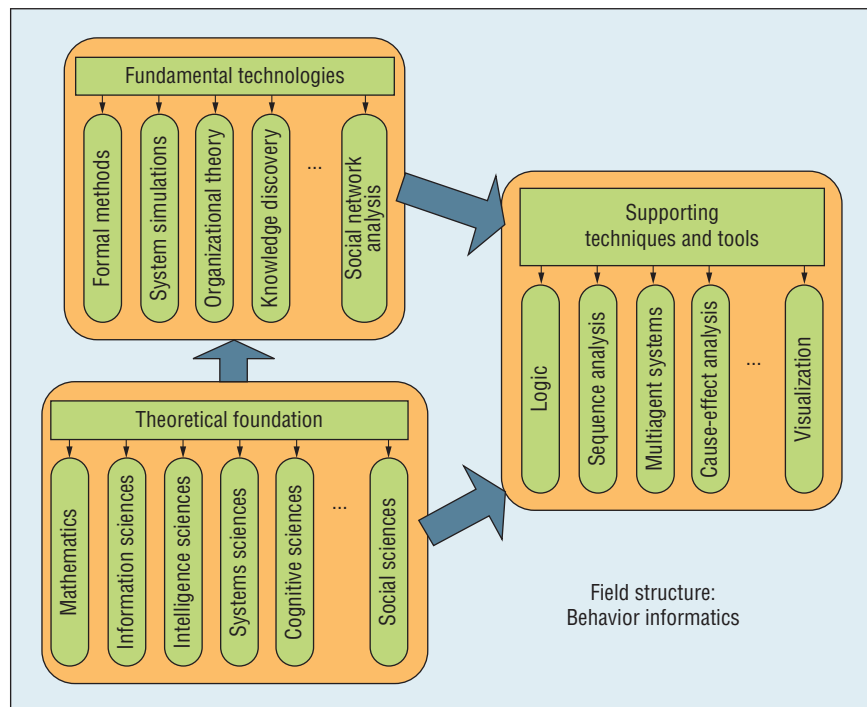 Fundamental technologies
Formal methods
System simulations
Organizational theory
Knowledge discovery
...
Social network
analysis
Supporting
techniques and tools
Logic
Sequence analysis
Multiagent systems
Cause-effect analysis
...
Visualization
Theoretical foundation
Mathematics
Information sciences
Intelligence sciences
Systems sciences
Cognitive sciences
...
Social sciences
Field structure:
Behavior informatics